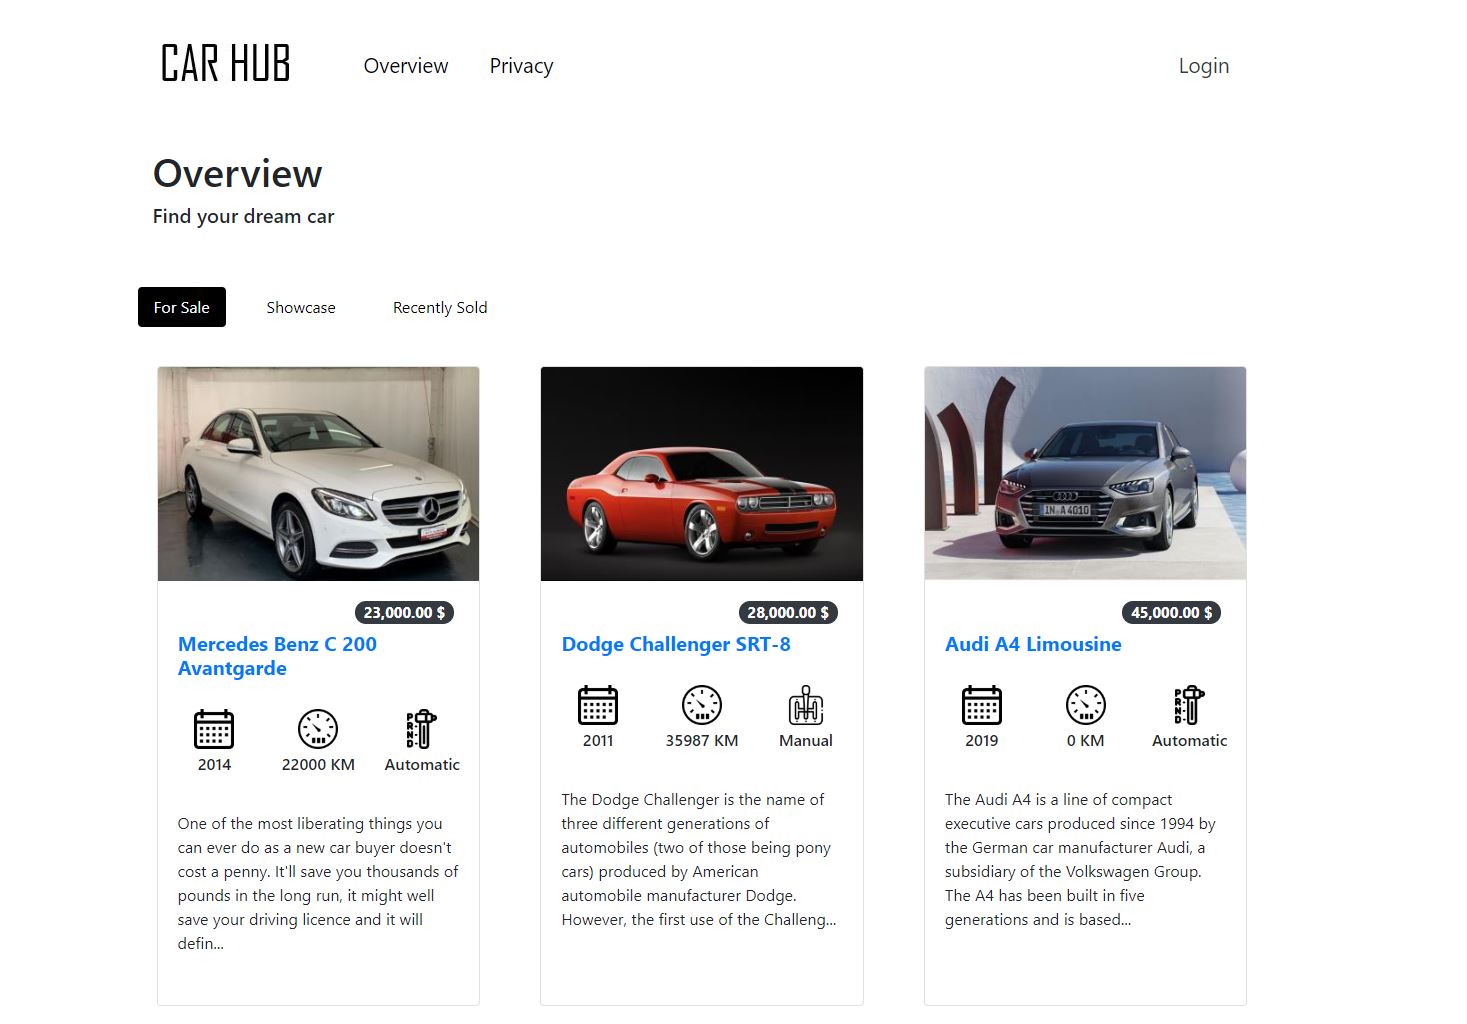 CAR HUB Overview Privacy Login
Overview
Find your dream car
For Sale Showcase Recently Sold
IN A 4010
23,000.00 $
Mercedes Benz C 200
Avantgarde
2014 22000 KM Automatic
One of the most liberating things you
can ever do as a new car buyer doesn't
cost a penny. It'll save you thousands of
pounds in the long run, it might well
save your driving licence and it will
defin...
28,000.00 $
Dodge Challenger SRT-8
2011 35987 KM Manual
The Dodge Challenger is the name of
three different generations of
automobiles (two of those being pony
cars) produced by American
automobile manufacturer Dodge.
However, the first use of the Challeng...
45,000.00 $
Audi A4 Limousine
2019 0 KM Automatic
The Audi A4 is a line of compact
executive cars produced since 1994 by
the German car manufacturer Audi, a
subsidiary of the Volkswagen Group.
The A4 has been built in five
generations and is based...